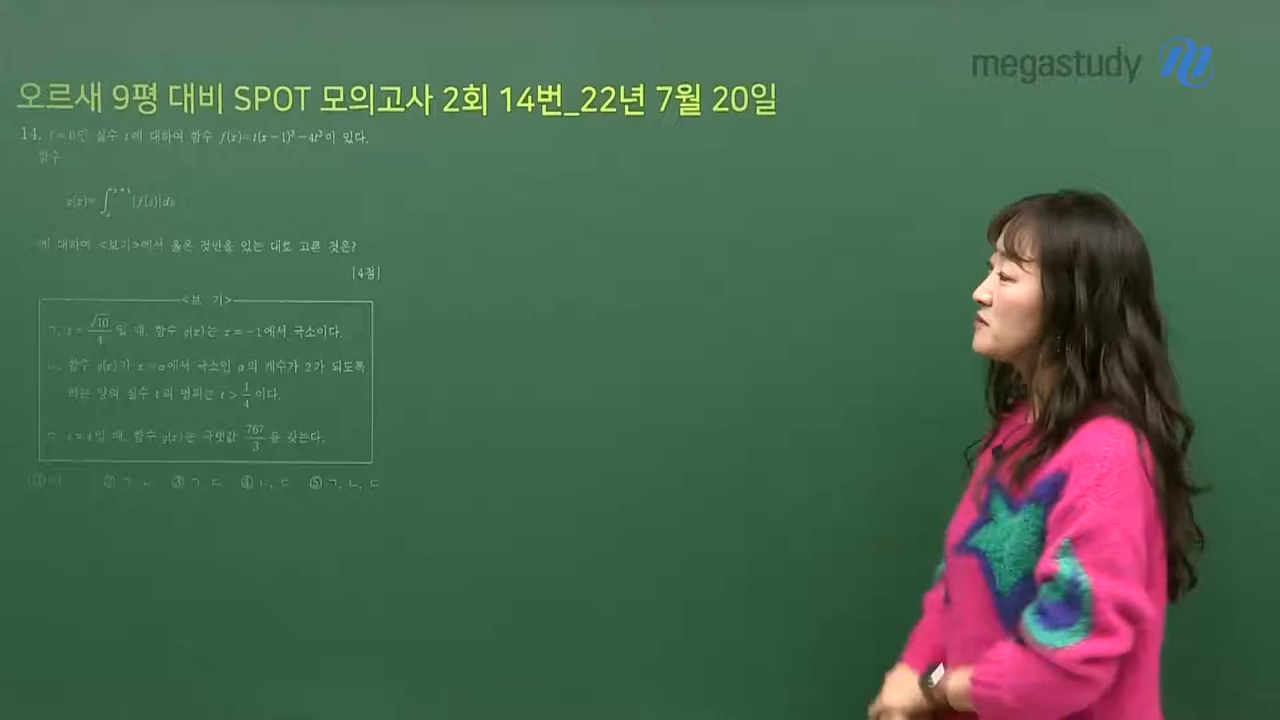 megastudy
오르새 9평 대비 SPOT 모의고사 2회 14번_22년 7월 20일
14. 실수 t에 대하여 함수 f(x)=t(x-1)²-4t³이 있다.
함수
g(x)=∫ₓˣ⁺¹|f(s)|ds
에 대하여 <보기>에서 옳은 것만을 있는 대로 고른 것은?
[4점]
<보 기>
ㄱ. t=√10/4일 때, 함수 g(x)는 x=-1에서 극소이다.
ㄴ. 함수 g(x)가 x=α에서 극소인 α의 개수가 2가 되도록
하는 양의 실수 t의 범위는 t>1/4이다.
ㄷ. t=4일 때, 함수 g(x)는 극댓값 767/3을 갖는다.
① ② ㄱ, ㄴ ③ ㄱ, ㄷ ④ ㄴ, ㄷ ⑤ ㄱ, ㄴ, ㄷ